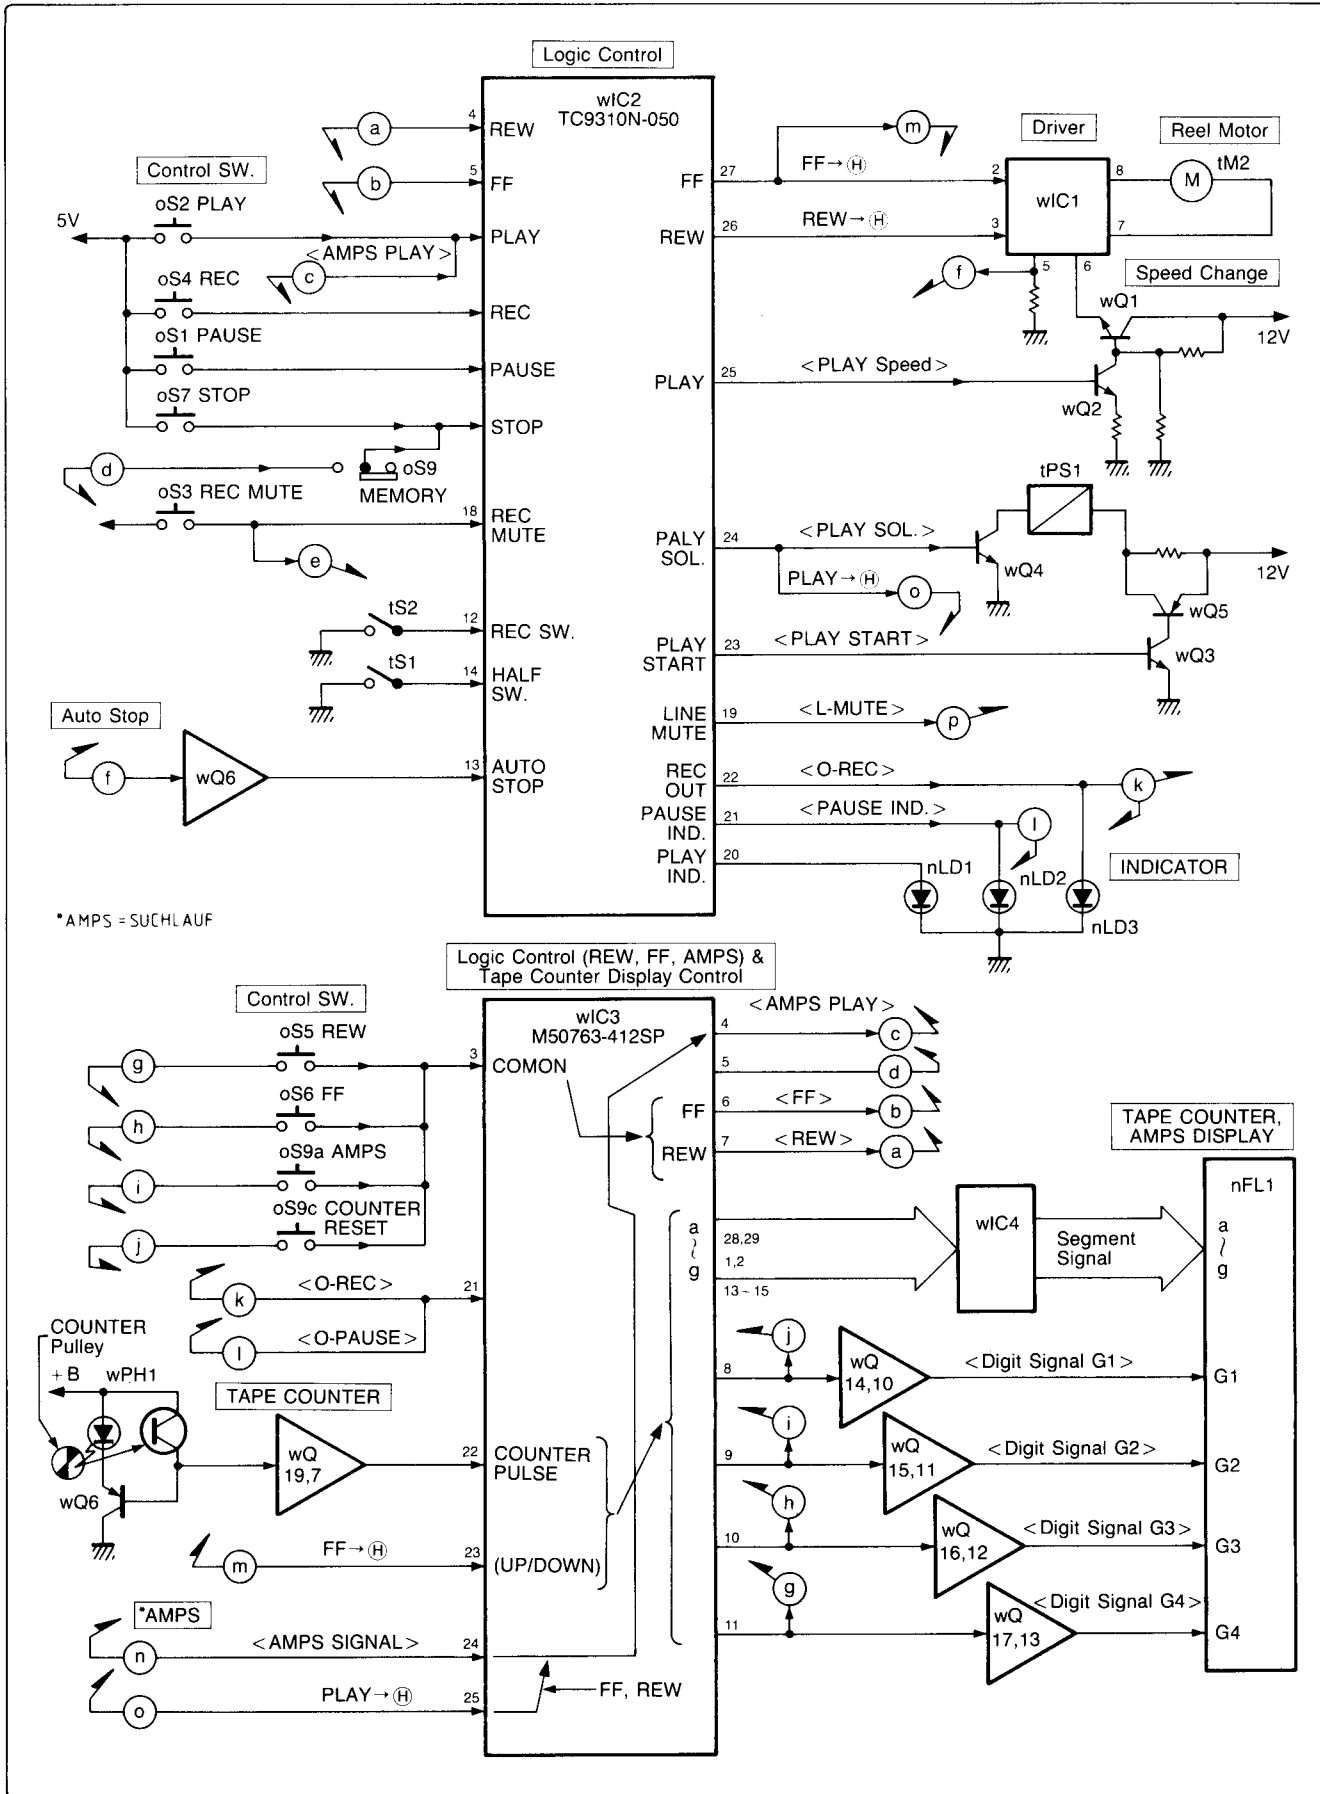 Logic Control
wIC2
TC9310N-050
4
REW
a
5
FF
b
Control SW.
oS2 PLAY
5V
PLAY
<AMPS PLAY>
c
oS4 REC
REC
oS1 PAUSE
PAUSE
oS7 STOP
STOP
d
oS9
MEMORY
oS3 REC MUTE
18
REC
MUTE
e
tS2
12
REC SW.
tS1
14
HALF
SW.
Auto Stop
f
wQ6
13
AUTO
STOP
m
Driver
Reel Motor
FF
27
FF→Ⓗ
2
wIC1
8
M
tM2
REW
26
REW→Ⓗ
3
7
f
5
6
Speed Change
wQ1
12V
PLAY
25
<PLAY Speed>
wQ2
tPS1
PALY
SOL.
24
<PLAY SOL.>
wQ4
12V
PLAY→Ⓗ
o
wQ5
PLAY
START
23
<PLAY START>
wQ3
LINE
MUTE
19
<L-MUTE>
p
REC
OUT
22
<O-REC>
k
PAUSE
IND.
21
<PAUSE IND.>
l
PLAY
IND.
20
nLD1
nLD2
nLD3
INDICATOR
*AMPS = SUCHLAUF
Logic Control (REW, FF, AMPS) &
Tape Counter Display Control
Control SW.
wIC3
M50763-412SP
oS5 REW
g
3
COMON
oS6 FF
h
oS9a AMPS
i
oS9c COUNTER
RESET
j
<O-REC>
21
k
<O-PAUSE>
l
COUNTER
Pulley
+B
wPH1
TAPE COUNTER
wQ
19,7
22
COUNTER
PULSE
wQ6
FF→Ⓗ
23
(UP/DOWN)
m
*AMPS
<AMPS SIGNAL>
24
n
PLAY→Ⓗ
25
o
FF, REW
<AMPS PLAY>
4
c
5
d
FF
6
<FF>
b
REW
7
<REW>
a
TAPE COUNTER,
AMPS DISPLAY
nFL1
a
~
g
28,29
1,2
13~15
wIC4
Segment
Signal
a
~
g
j
8
wQ
14,10
<Digit Signal G1>
G1
i
9
wQ
15,11
<Digit Signal G2>
G2
h
10
wQ
16,12
<Digit Signal G3>
G3
g
11
wQ
17,13
<Digit Signal G4>
G4